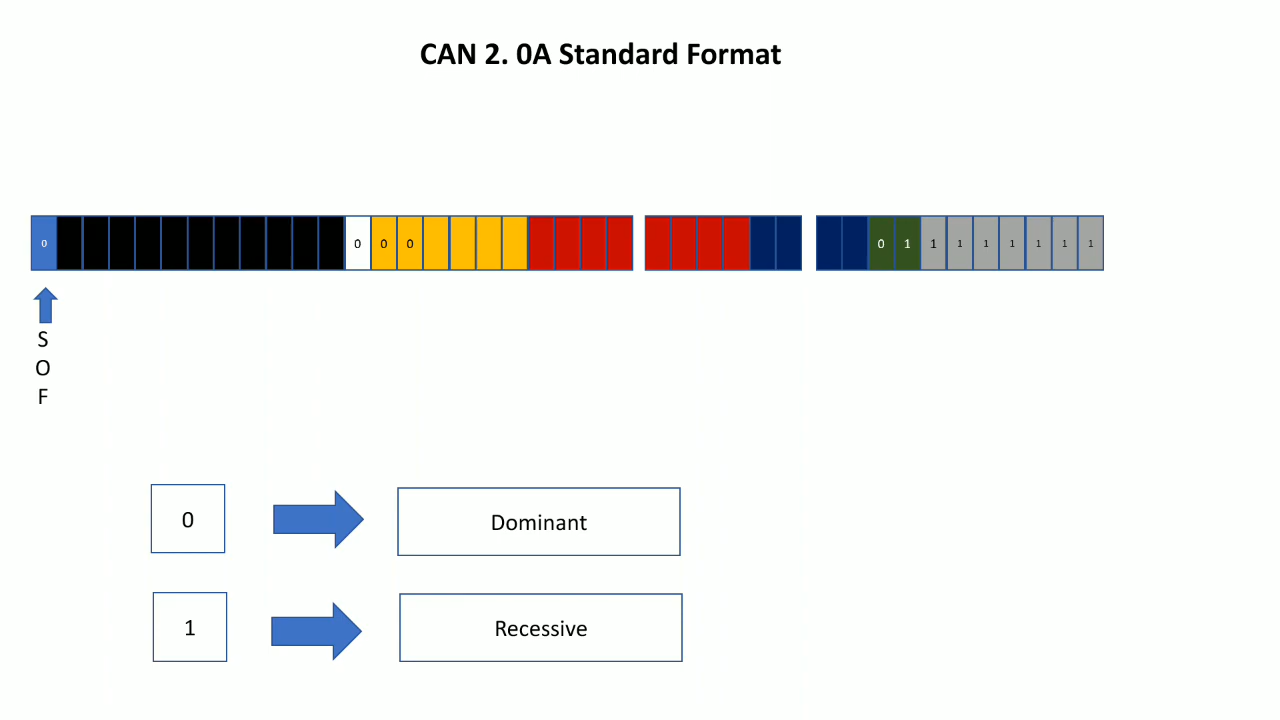 CAN 2. 0A Standard Format
0 0 0 0 0 1 1 1 1 1 1 1 1
S
O
F
0 Dominant
1 Recessive